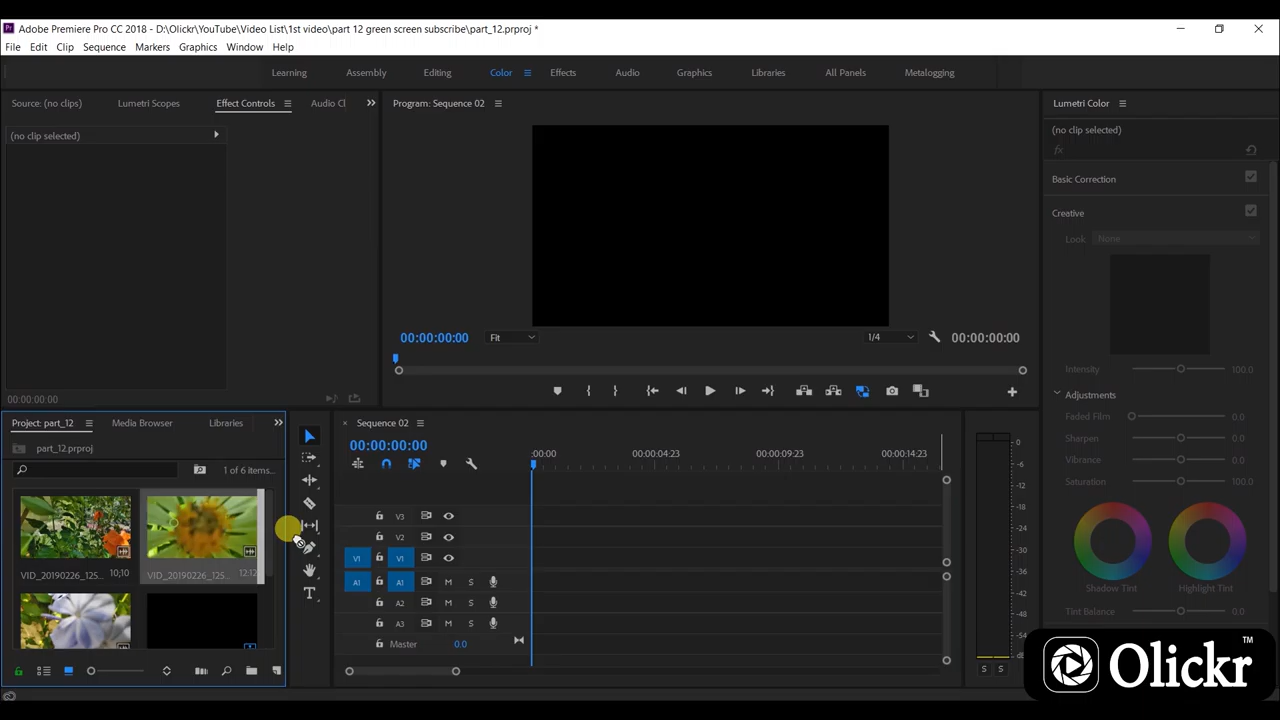 Adobe Premiere Pro CC 2018 - D:\Olickr\YouTube\Video List\1st video\part 12 green screen subscribe\part_12.prproj *
File Edit Clip Sequence Markers Graphics Window Help
Learning Assembly Editing Color Effects Audio Graphics Libraries All Panels Metalogging
Source: (no clips) Lumetri Scopes Effect Controls Audio Cl
Program: Sequence 02
Lumetri Color
(no clip selected)
(no clip selected)
fx
Basic Correction
Creative
Look: None
00:00:00:00 Fit 1/4 00:00:00:00
Intensity 100.0
Adjustments
Faded Film 0.0
Sharpen 0.0
Vibrance 0.0
Saturation 100.0
Shadow Tint Highlight Tint
Tint Balance 0.0
00:00:00:00
Project: part_12 Media Browser Libraries
part_12.prproj
1 of 6 items...
VID_20190226_125... 10;10
VID_20190226_125... 12;12
Sequence 02
00:00:00:00
:00:00 00:00:04:23 00:00:09:23 00:00:14:23
V3
V2
V1 V1
A1 A1 M S
A2 M S
A3 M S
Master 0.0
0
-6
-12
-18
-24
-30
-36
-42
-48
-54
dB
S S
T
Olickr™